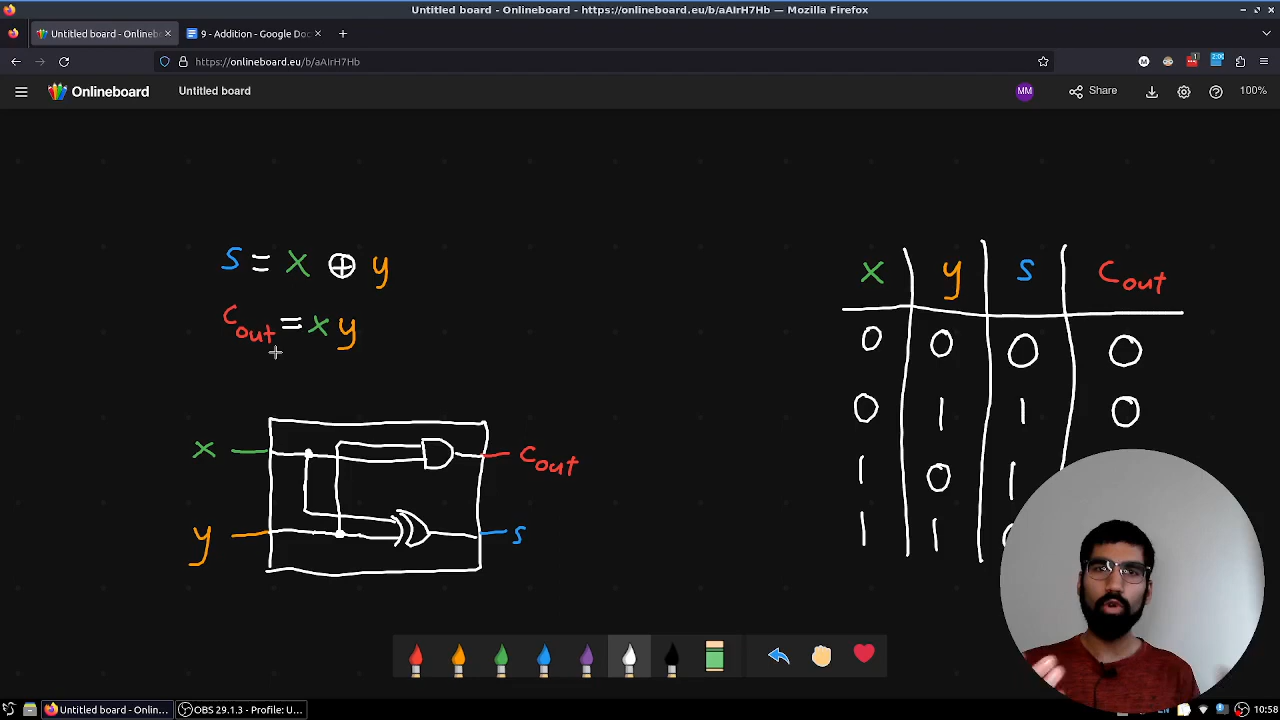 Untitled board - Onlineboard - https://onlineboard.eu/b/aAIrH7Hb — Mozilla Firefox
Untitled board - Onlineb
9 - Addition - Google Doc
https://onlineboard.eu/b/aAIrH7Hb
Onlineboard
Untitled board
MM
Share
100%
s = x ⊕ y
Cout = x y
x
Cout
y
s
x y s Cout
0 0 0 0
0 1 1 0
1 0 1
1 1
Untitled board - Onlin...
OBS 29.1.3 - Profile: U...
10:58